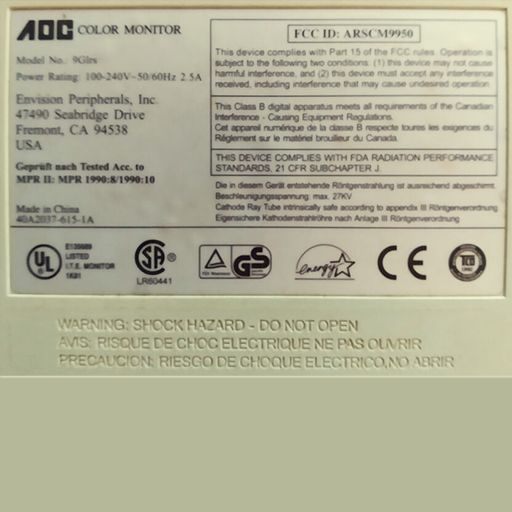 AOC COLOR MONITOR
Model No. 9Glrs
Power Rating: 100-240V~50/60Hz 2.5A
Envision Peripherals, Inc.
47490 Seabridge Drive
Fremont, CA 94538
USA
Geprüft nach Tested Acc. to
MPR II: MPR 1990:8/1990:10
Made in China
40A2037-615-1A
FCC ID: ARSCM9950
This device complies with Part 15 of the FCC rules. Operation is
subject to the following two conditions. (1) this device may not cause
harmful interference, and (2) this device must accept any interference
received, including interference that may cause undesired operation.
This Class B digital apparatus meets all requirements of the Canadian
Interference - Causing Equipment Regulations.
Cet appareil numérique de la classe B respecte toures les exigences du
Réglement sur le matériel brouilleur du Canada.
THIS DEVICE COMPLIES WITH FDA RADIATION PERFORMANCE
STANDARDS, 21 CFR SUBCHAPTER J.
Die in diesem Gerät entstehende Röntgenstrahlung ist ausreichend abgeschirmt.
Beschleunigungsspannung. max. 27KV
Cathode Ray Tube intrinsically safe according to appendix III Röntgenverordnung
Eigensichere Kathodenstrahlröhre nach Anlage III Röntgenverordnung
UL
LISTED
I.T.E. MONITOR
SA
LR60441
GS
energy
CE
TCO
WARNING: SHOCK HAZARD - DO NOT OPEN
AVIS: RISQUE DE CHOC ELECTRIQUE NE PAS OUVRIR
PRECAUCION: RIESGO DE CHOQUE ELECTRICO,NO ABRIR